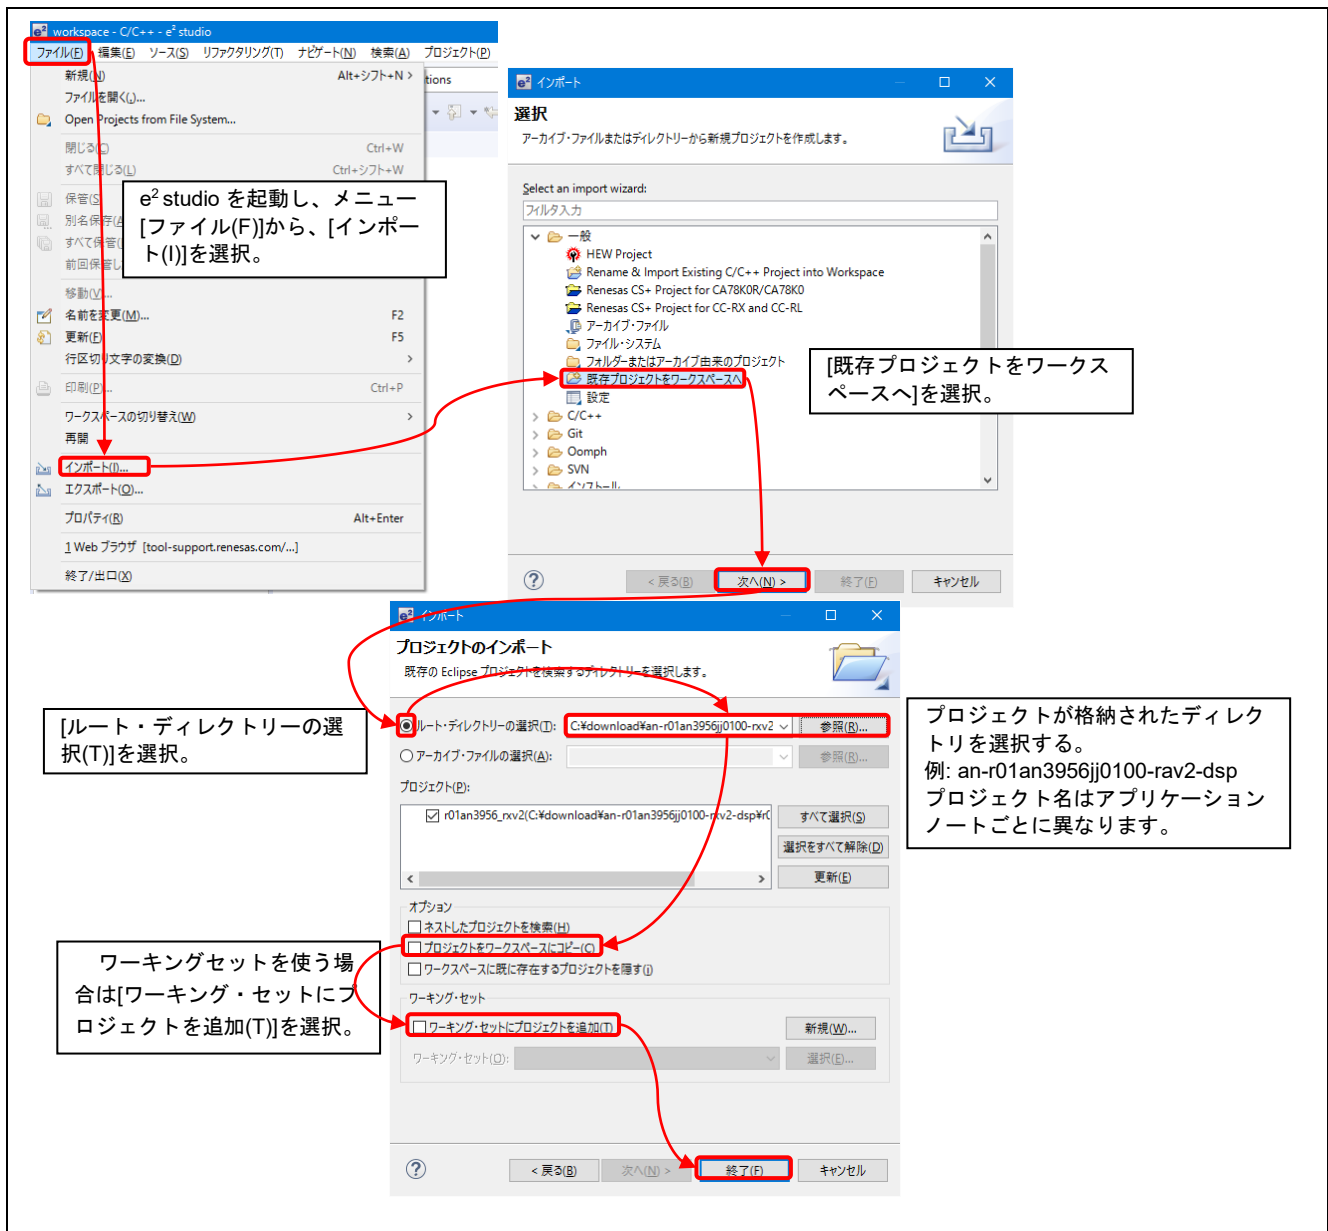 workspace - C/C++ - e² studio
ファイル(F) 編集(E) ソース(S) リファクタリング(T) ナビゲート(N) 検索(A) プロジェクト(P)
新規(N) Alt+シフト+N >
tions
ファイルを開く(.)...
Open Projects from File System...
閉じる(C) Ctrl+W
すべて閉じる(L) Ctrl+シフト+W
保管(S)
別名保存(A
すべて保管(
前回保管し
e² studio を起動し、メニュー
[ファイル(F)]から、[インポー
ト(I)]を選択。
移動(V)...
名前を変更(M)... F2
更新(F) F5
行区切り文字の変換(D) >
印刷(P)... Ctrl+P
ワークスペースの切り替え(W) >
再開
インポート(I)...
エクスポート(O)...
プロパティ(R) Alt+Enter
1 Web ブラウザ [tool-support.renesas.com/...]
終了/出口(X)
e² インポート
選択
アーカイブ・ファイルまたはディレクトリーから新規プロジェクトを作成します。
Select an import wizard:
フィルタ入力
一般
HEW Project
Rename & Import Existing C/C++ Project into Workspace
Renesas CS+ Project for CA78K0R/CA78K0
Renesas CS+ Project for CC-RX and CC-RL
アーカイブ・ファイル
ファイル・システム
フォルダーまたはアーカイブ由来のプロジェクト
既存プロジェクトをワークスペースへ
設定
C/C++
Git
Oomph
SVN
インストール
[既存プロジェクトをワークス
ペースへ]を選択。
< 戻る(B) 次へ(N) > 終了(F) キャンセル
e² インポート
プロジェクトのインポート
既存の Eclipse プロジェクトを検索するディレクトリーを選択します。
[ルート・ディレクトリーの選
択(T)]を選択。
ルート・ディレクトリーの選択(T): C:¥download¥an-r01an3956jj0100-rxv2 参照(R)...
アーカイブ・ファイルの選択(A): 参照(R)...
プロジェクト(P):
r01an3956_rxv2(C:¥download¥an-r01an3956jj0100-rxv2-dsp¥r0 すべて選択(S)
選択をすべて解除(D)
更新(E)
プロジェクトが格納されたディレク
トリを選択する。
例: an-r01an3956jj0100-rav2-dsp
プロジェクト名はアプリケーション
ノートごとに異なります。
オプション
ネストしたプロジェクトを検索(H)
プロジェクトをワークスペースにコピー(C)
ワークスペースに既に存在するプロジェクトを隠す(i)
ワーキングセットを使う場
合は[ワーキング・セットにプ
ロジェクトを追加(T)]を選択。
ワーキング・セット
ワーキング・セットにプロジェクトを追加(T) 新規(W)...
ワーキング・セット(O): 選択(E)...
< 戻る(B) 次へ(N) > 終了(F) キャンセル